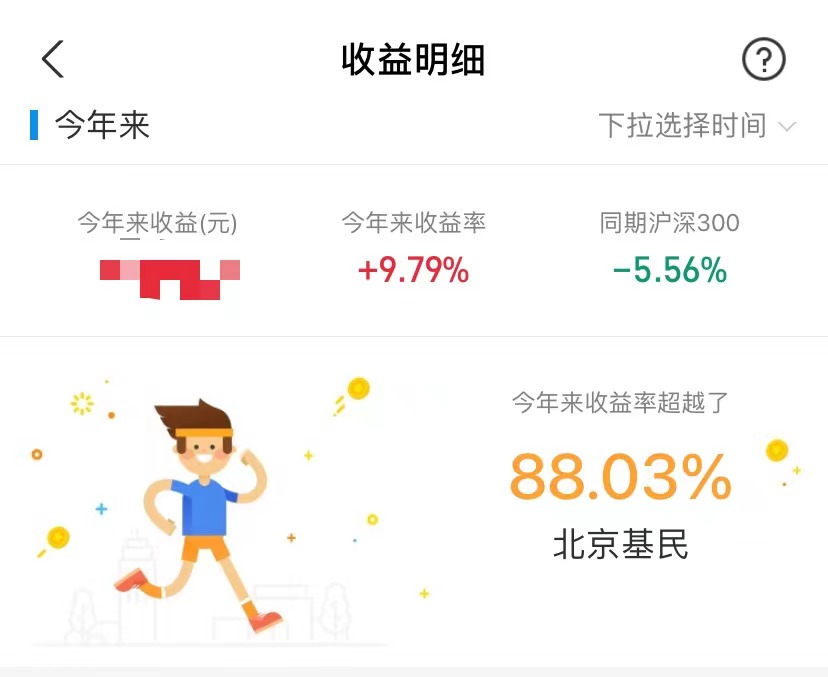 收益明细
今年来
下拉选择时间
今年来收益(元)
今年来收益率
同期沪深300
+9.79%
-5.56%
今年来收益率超越了
88.03%
北京基民